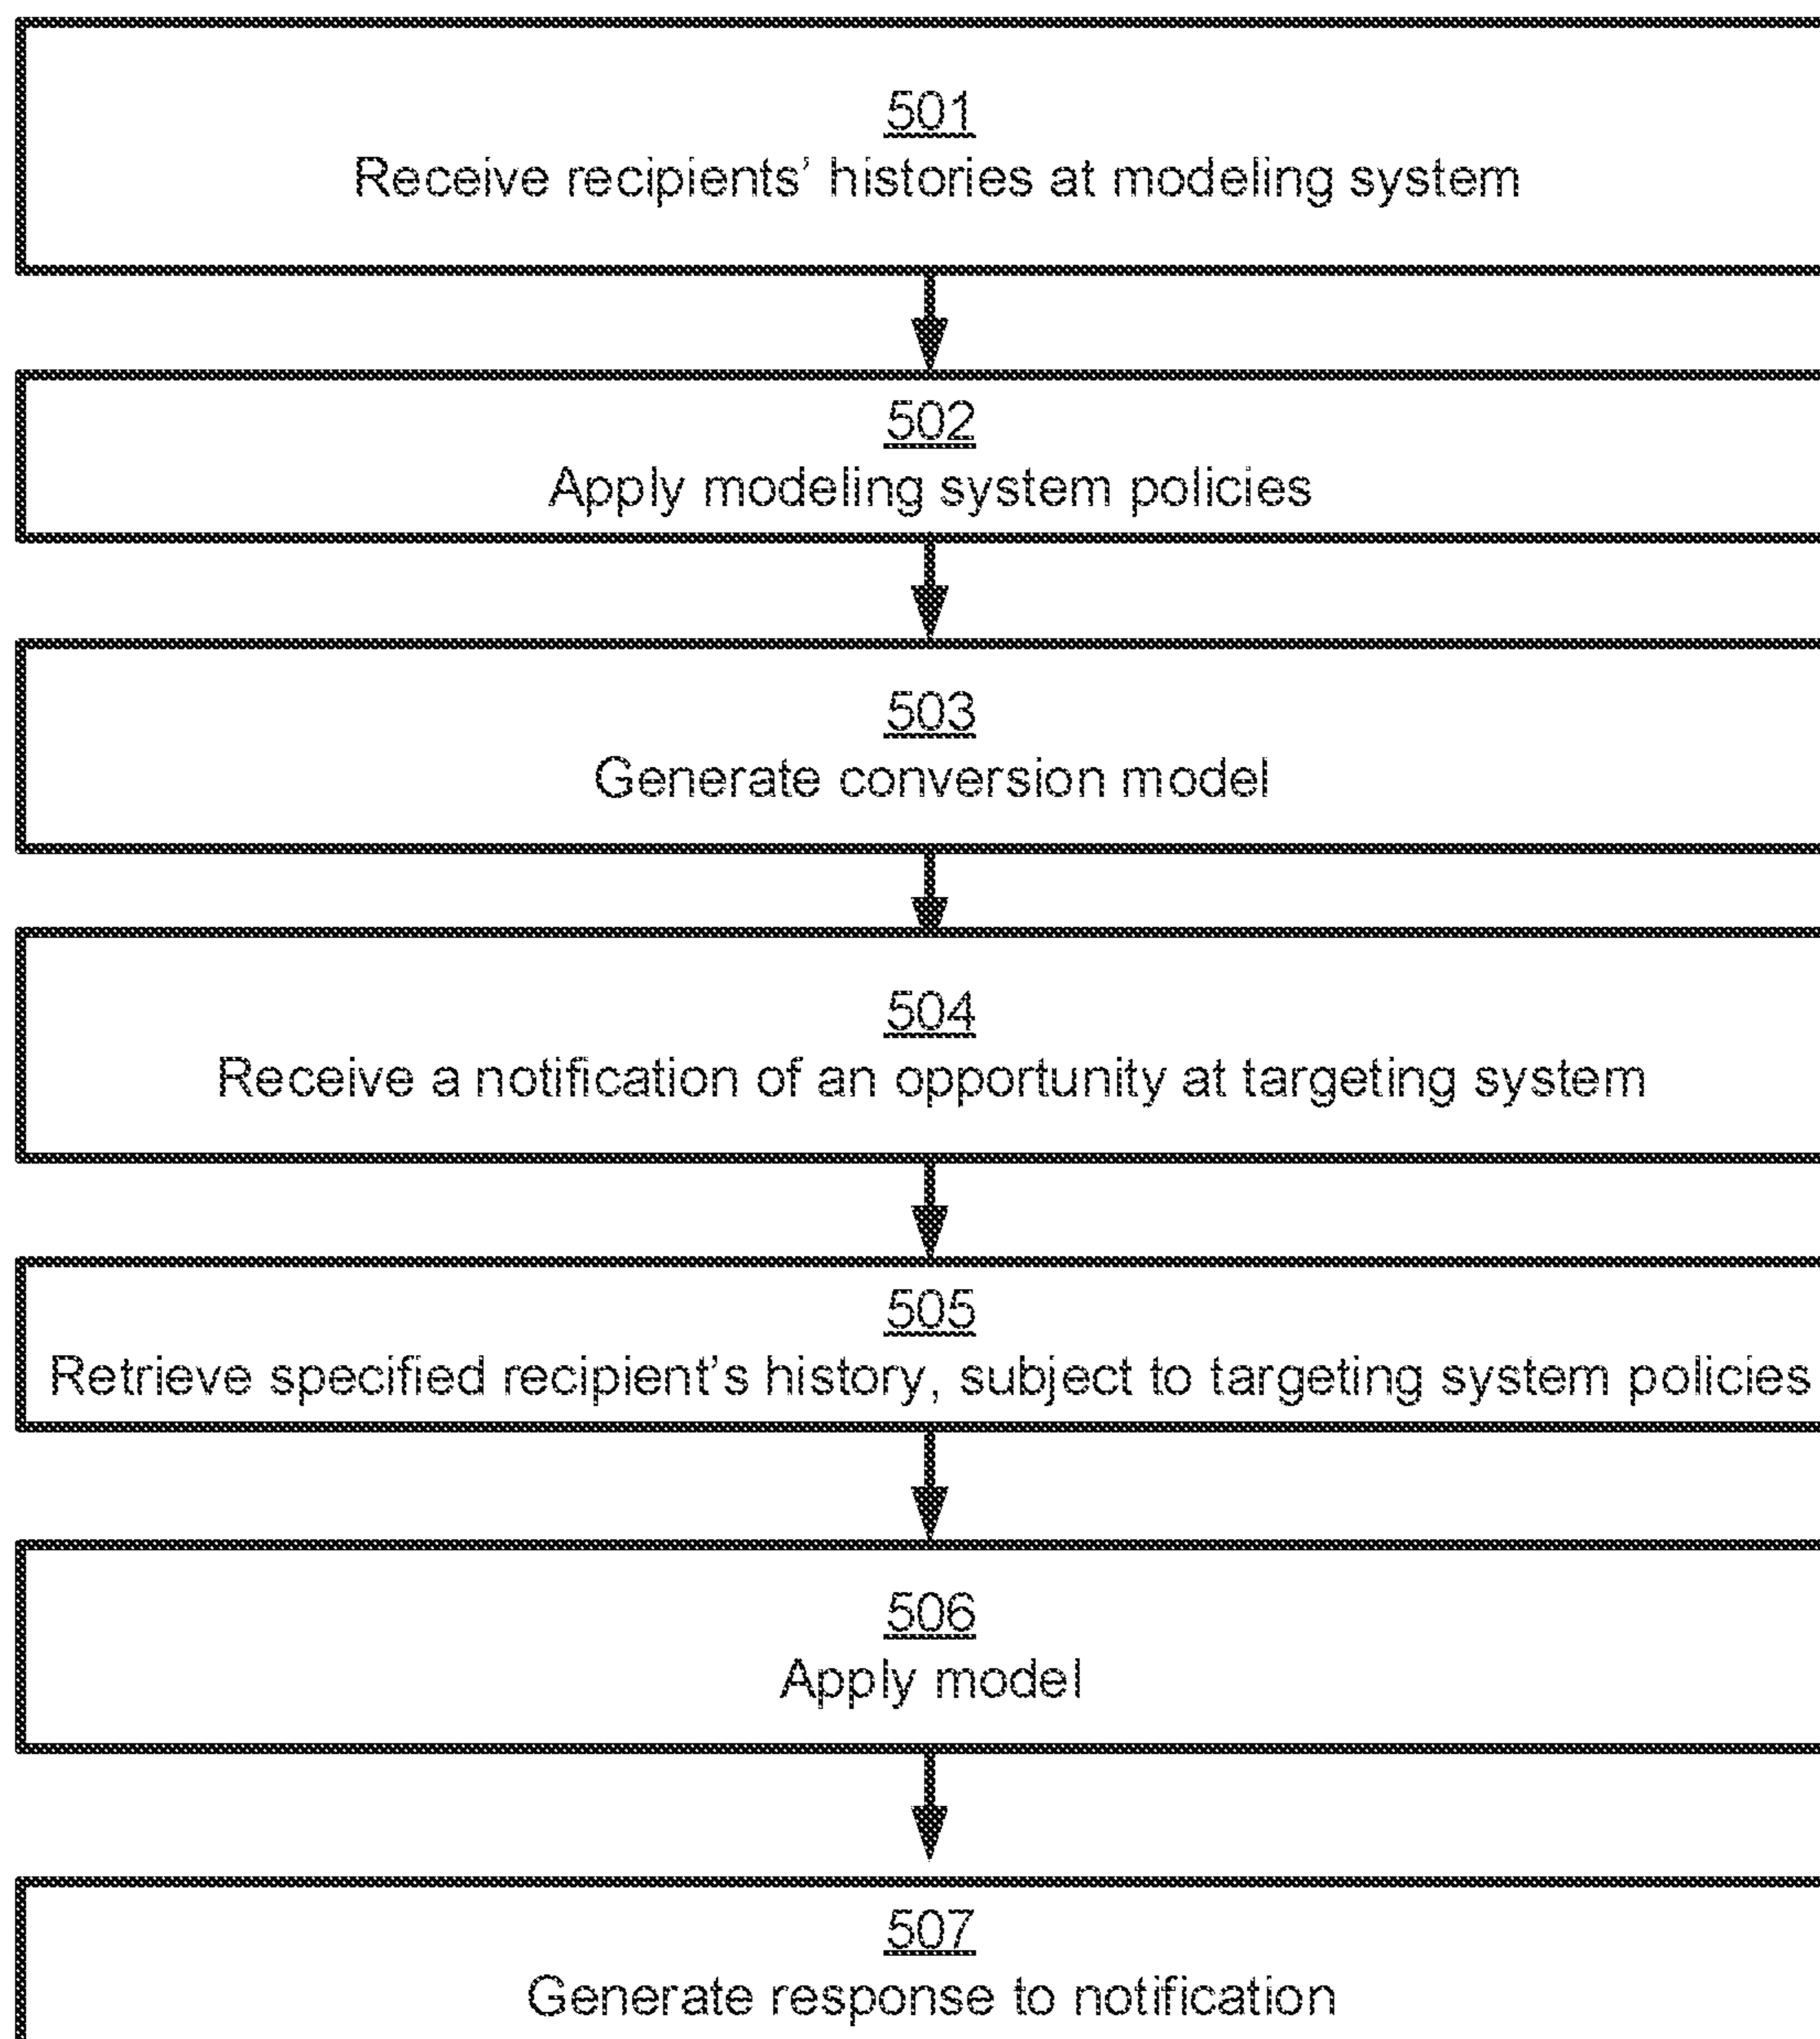 501
Receive recipients’ histories at modeling system
502
Apply modeling system policies
503
Generate conversion model
504
Receive a notification of an opportunity at targeting system
505
Retrieve specified recipient’s history, subject to targeting system policies
506
Apply model
507
Generate response to notification